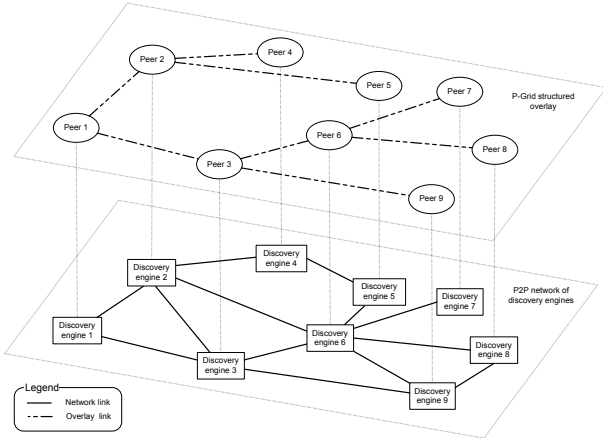 Peer 4
Peer 2
Peer 5
Peer 7
P-Grid structured
overlay
Peer 1
Peer 6
Peer 8
Peer 3
Peer 9
Discovery
engine 4
Discovery
engine 2
Discovery
engine 5
Discovery
engine 7
P2P network of
discovery engines
Discovery
engine 1
Discovery
engine 6
Discovery
engine 8
Discovery
engine 3
Discovery
engine 9
Legend
Network link
Overlay link